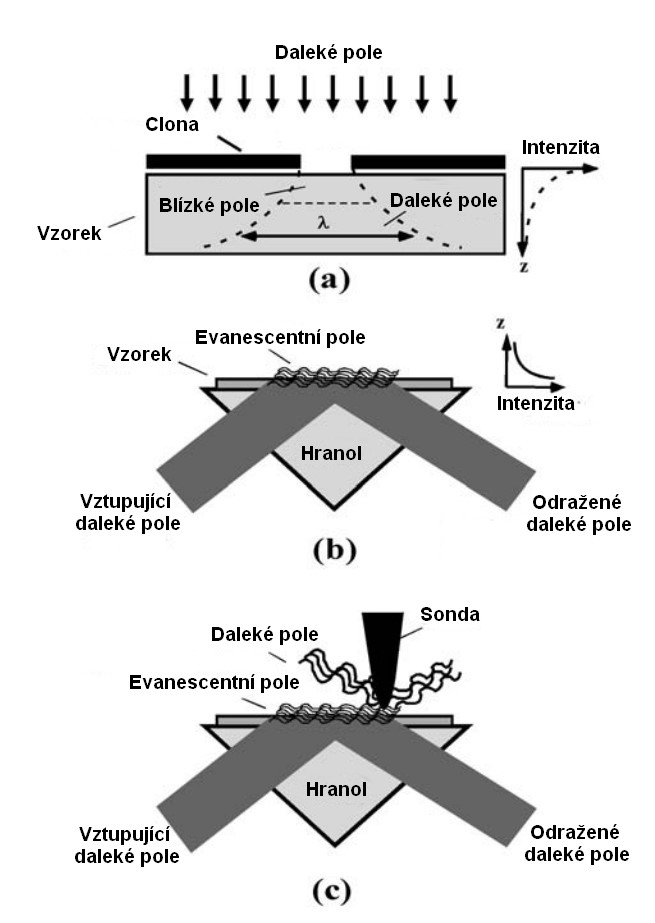 Daleké pole
Clona
Intenzita
Blízké pole
Daleké pole
Vzorek
λ
z
(a)
Evanescentní pole
z
Vzorek
Intenzita
Hranol
Vztupující
daleké pole
Odražené
daleké pole
(b)
Sonda
Daleké pole
Evanescentní pole
Hranol
Vztupující
daleké pole
Odražené
daleké pole
(c)